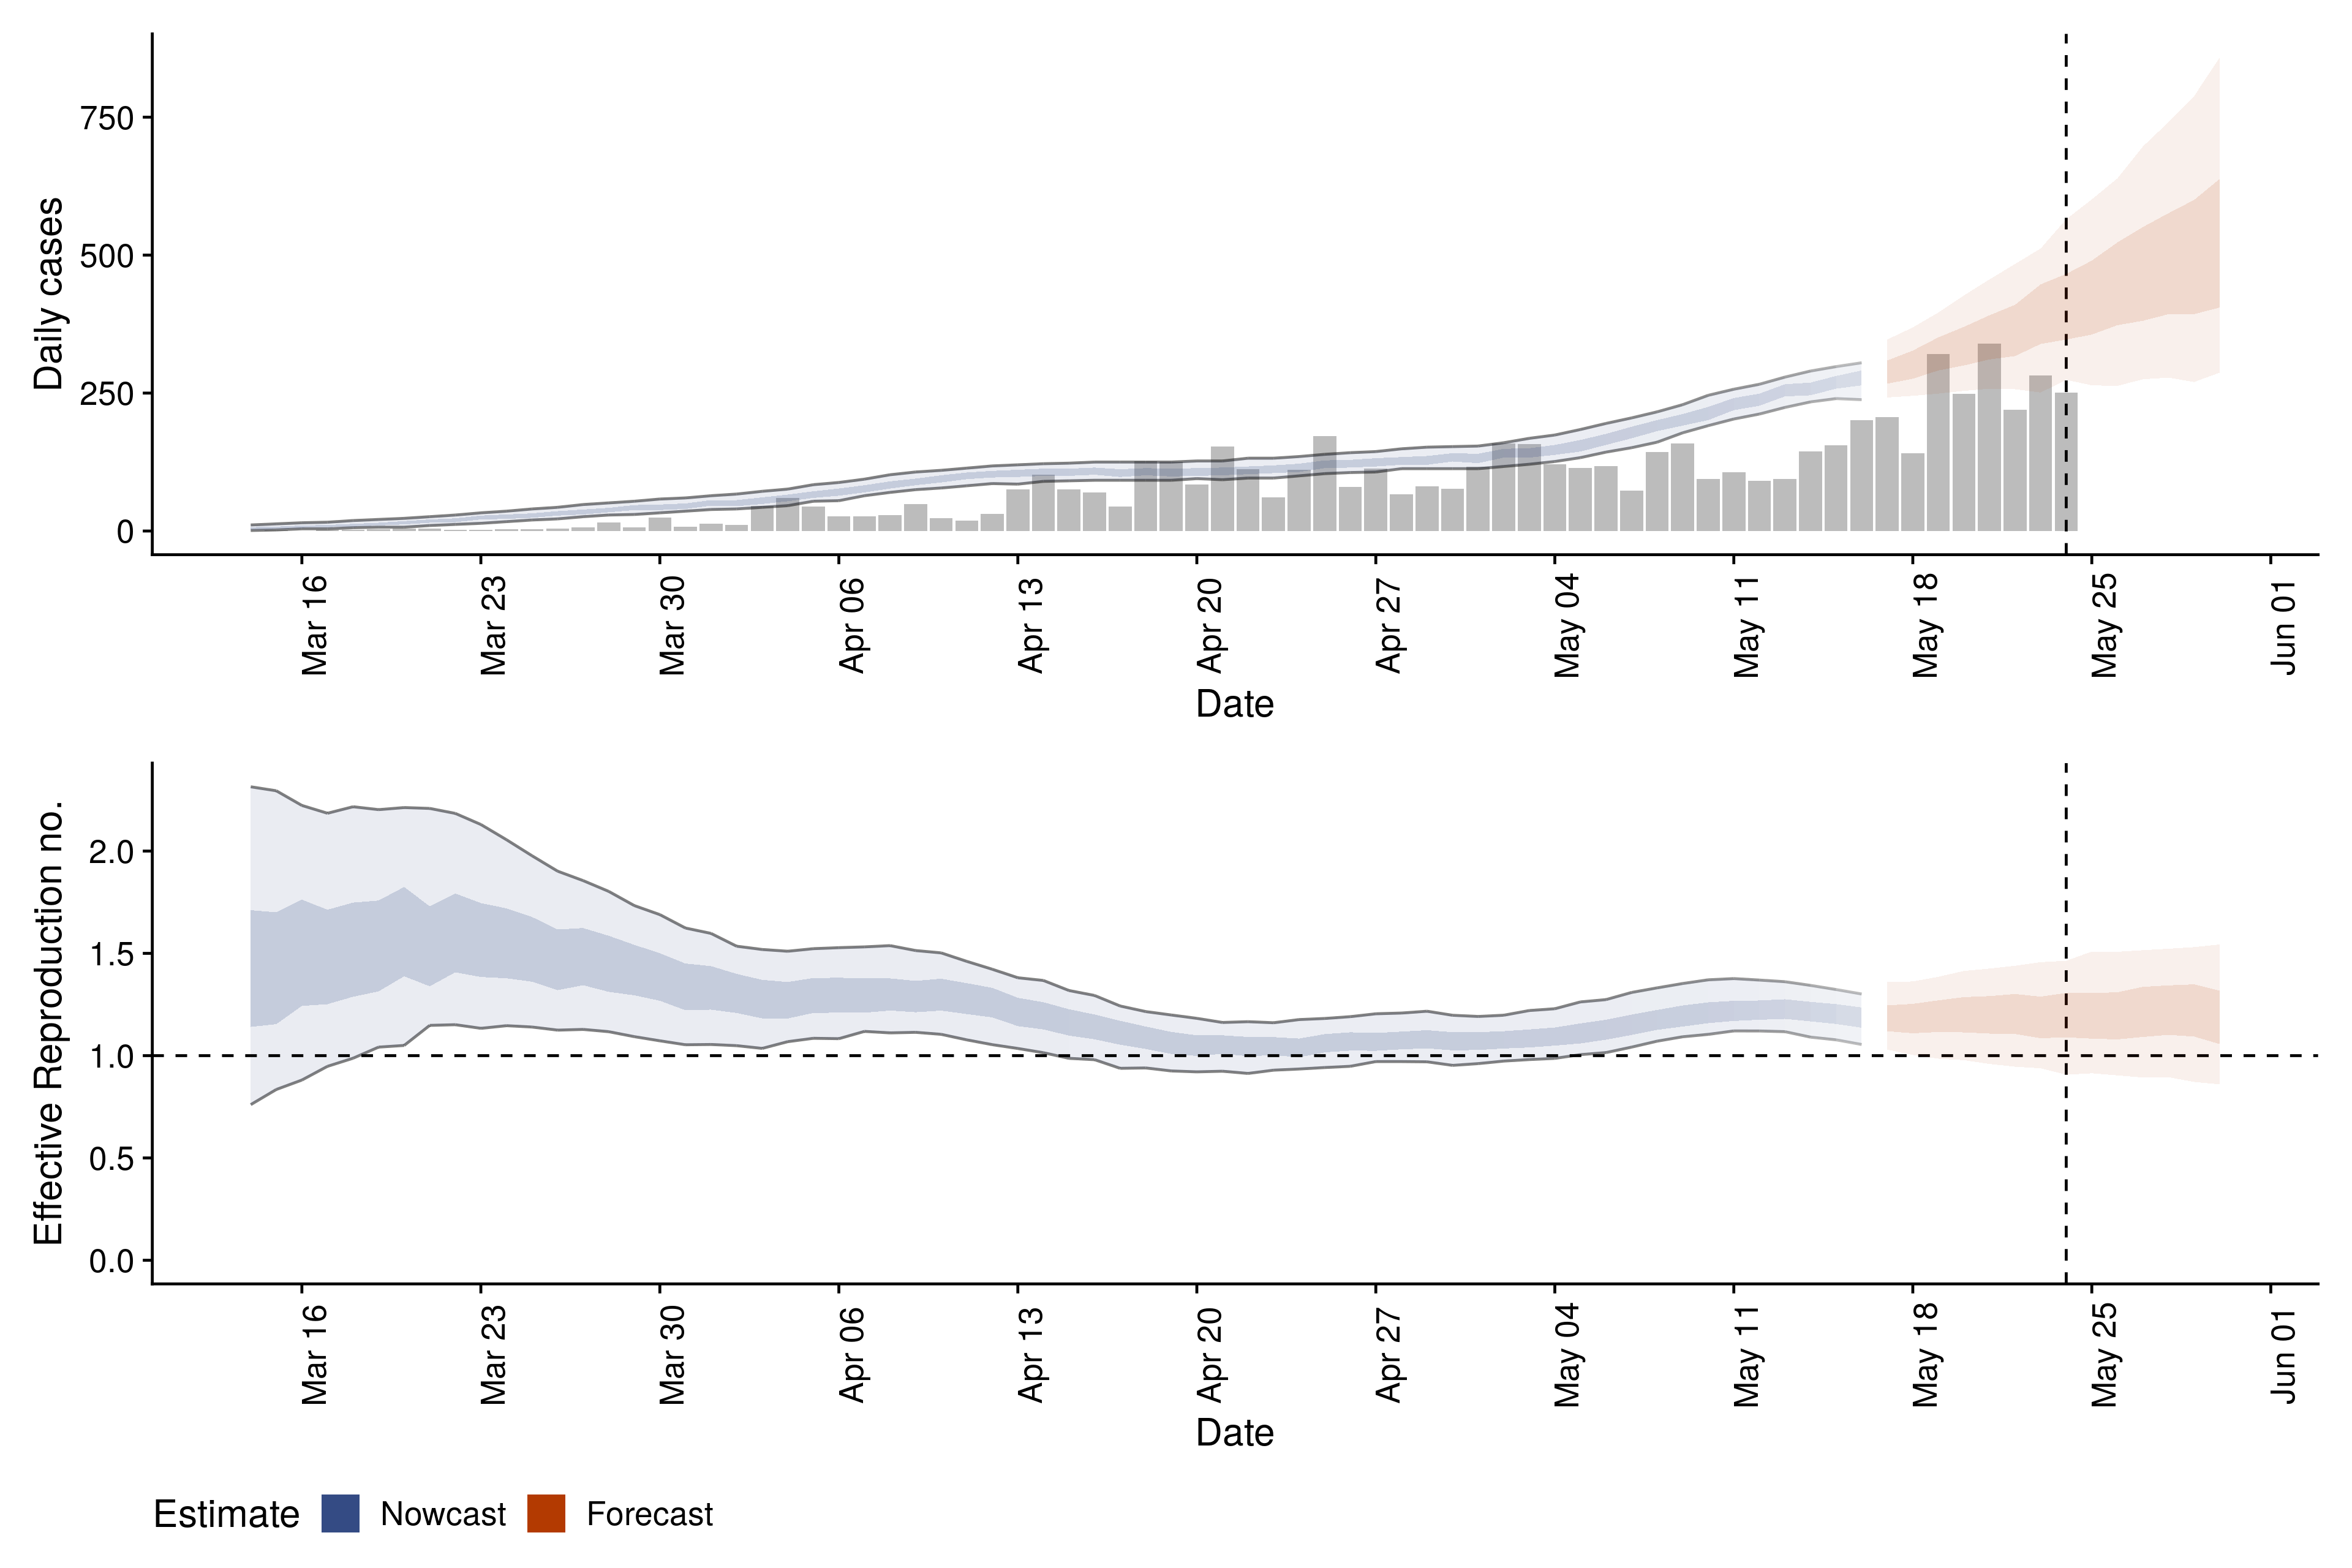 Daily cases
750
500
250
0
Mar 16
Mar 23
Mar 30
Apr 06
Apr 13
Apr 20
Apr 27
May 04
May 11
May 18
May 25
Jun 01
Date
Effective Reproduction no.
2.0
1.5
1.0
0.5
0.0
Mar 16
Mar 23
Mar 30
Apr 06
Apr 13
Apr 20
Apr 27
May 04
May 11
May 18
May 25
Jun 01
Date
Estimate Nowcast Forecast